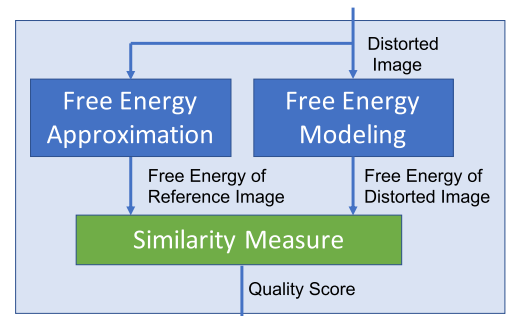 Distorted
Image
Free Energy
Approximation
Free Energy
Modeling
Free Energy of
Reference Image
Free Energy of
Distorted Image
Similarity Measure
Quality Score